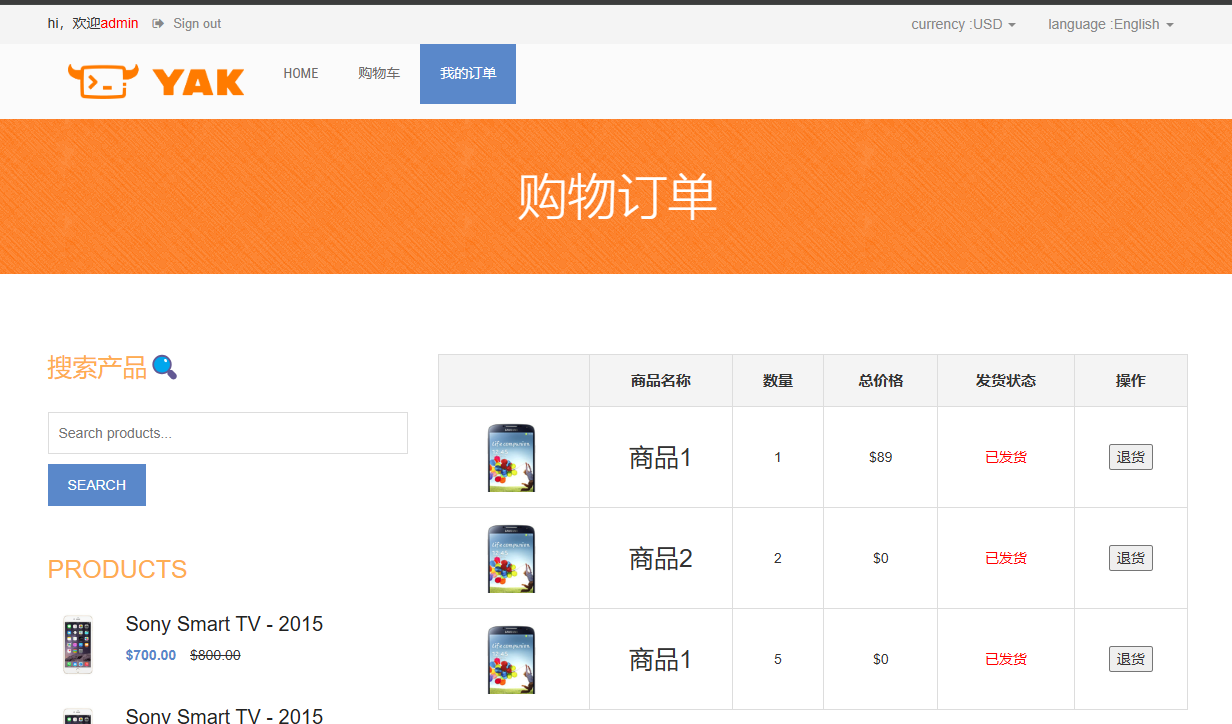 hi，欢迎admin Sign out currency :USD language :English
YAK HOME 购物车 我的订单
购物订单
搜索产品
Search products...
SEARCH
PRODUCTS
Sony Smart TV - 2015
$700.00 $800.00
Sony Smart TV - 2015
商品名称 数量 总价格 发货状态 操作
商品1 1 $89 已发货 退货
商品2 2 $0 已发货 退货
商品1 5 $0 已发货 退货